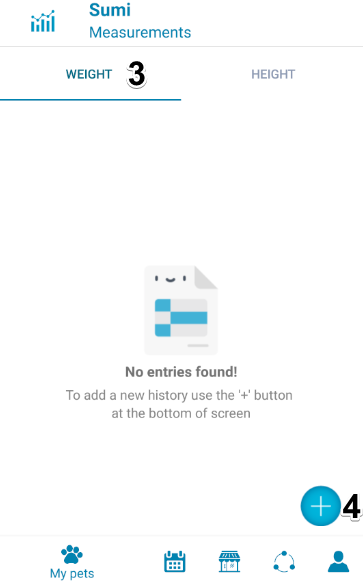 Sumi
Measurements
WEIGHT 3 HEIGHT
No entries found!
To add a new history use the '+' button
at the bottom of screen
4
My pets